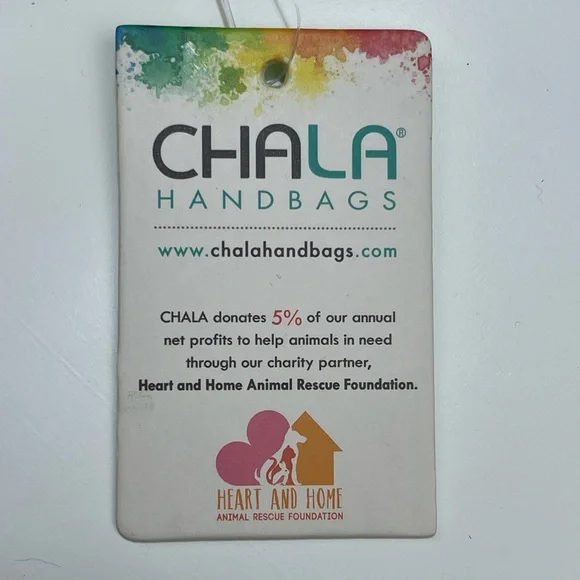 CHALA®
HANDBAGS
www.chalahandbags.com
CHALA donates 5% of our annual
net profits to help animals in need
through our charity partner,
Heart and Home Animal Rescue Foundation.
HEART AND HOME
ANIMAL RESCUE FOUNDATION